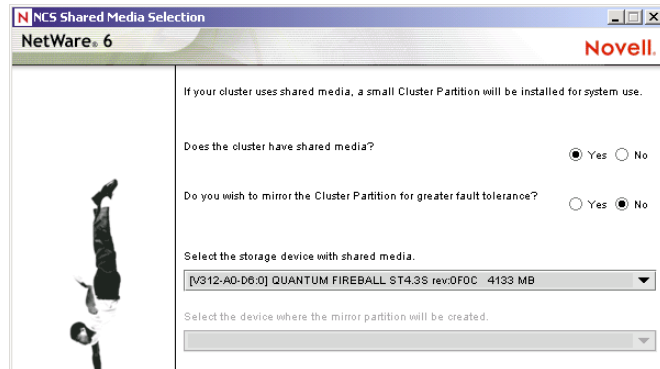 NCS Shared Media Selection
NetWare® 6
Novell.
If your cluster uses shared media, a small Cluster Partition will be installed for system use.
Does the cluster have shared media?
Yes No
Do you wish to mirror the Cluster Partition for greater fault tolerance?
Yes No
Select the storage device with shared media.
[V312-A0-D6:0] QUANTUM FIREBALL ST4.3S rev:0F0C 4133 MB
Select the device where the mirror partition will be created.